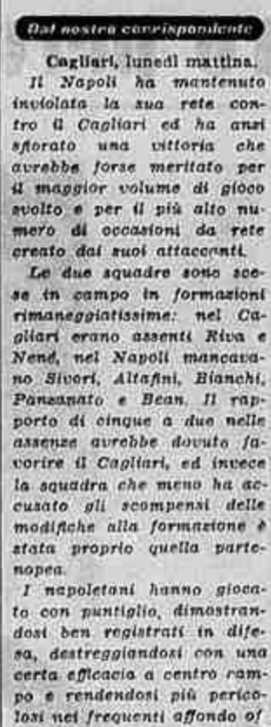 Dal nostro corrispondente
Cagliari, lunedì mattina.
Il Napoli ha mantenuto
inviolata la sua rete con-
tro il Cagliari ed ha anzi
sfiorato una vittoria che
avrebbe forse meritato per
il maggior volume di gioco
svolto e per il più alto nu-
mero di occasioni da rete
creato dai suoi attaccanti.
Le due squadre sono sce-
se in campo in formazioni
rimaneggiatissime: nel Ca-
gliari erano assenti Riva e
Nenè, nel Napoli mancava-
no Sivori, Altafini, Bianchi,
Panzanato e Bean. Il rap-
porto di cinque a due nelle
assenze avrebbe dovuto fa-
vorire il Cagliari, ed invece
la squadra che meno ha ac-
cusato gli scompensi delle
modifiche alla formazione è
stata proprio quella parte-
nopea.
I napoletani hanno gioca-
to con puntiglio, dimostran-
dosi ben registrati in dife-
sa, destreggiandosi con una
certa efficacia a centro cam-
po e rendendosi più perico-
losi nei frequenti affondo of